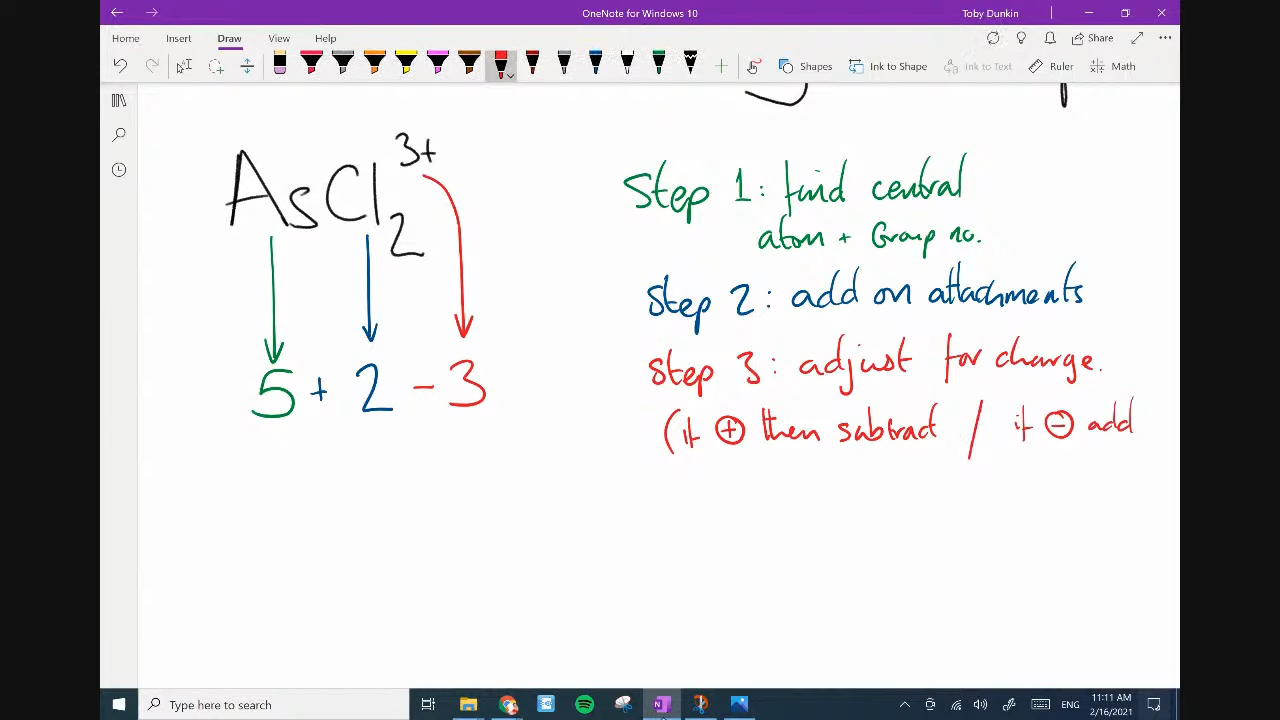 OneNote for Windows 10
Toby Dunkin
Home Insert Draw View Help
Share
Shapes Ink to Shape Ink to Text Ruler Math
AsCl₂³⁺
5 + 2 - 3
Step 1: find central
atom + Group no.
Step 2: add on attachments
Step 3: adjust for charge.
(if ⊕ then subtract / if ⊖ add
Type here to search
ENG
11:11 AM
2/16/2021